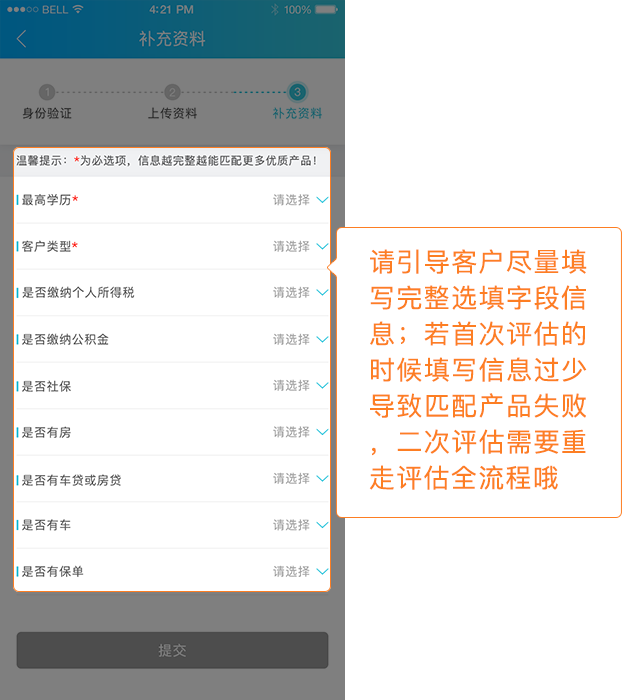 BELL 4:21 PM 100%
补充资料
1 2 3
身份验证 上传资料 补充资料
温馨提示：*为必选项，信息越完整越能匹配更多优质产品！
最高学历* 请选择
客户类型* 请选择
是否缴纳个人所得税 请选择
是否缴纳公积金 请选择
是否社保 请选择
是否有房 请选择
是否有车贷或房贷 请选择
是否有车 请选择
是否有保单 请选择
提交
请引导客户尽量填
写完整选填字段信
息；若首次评估的
时候填写信息过少
导致匹配产品失败
，二次评估需要重
走评估全流程哦